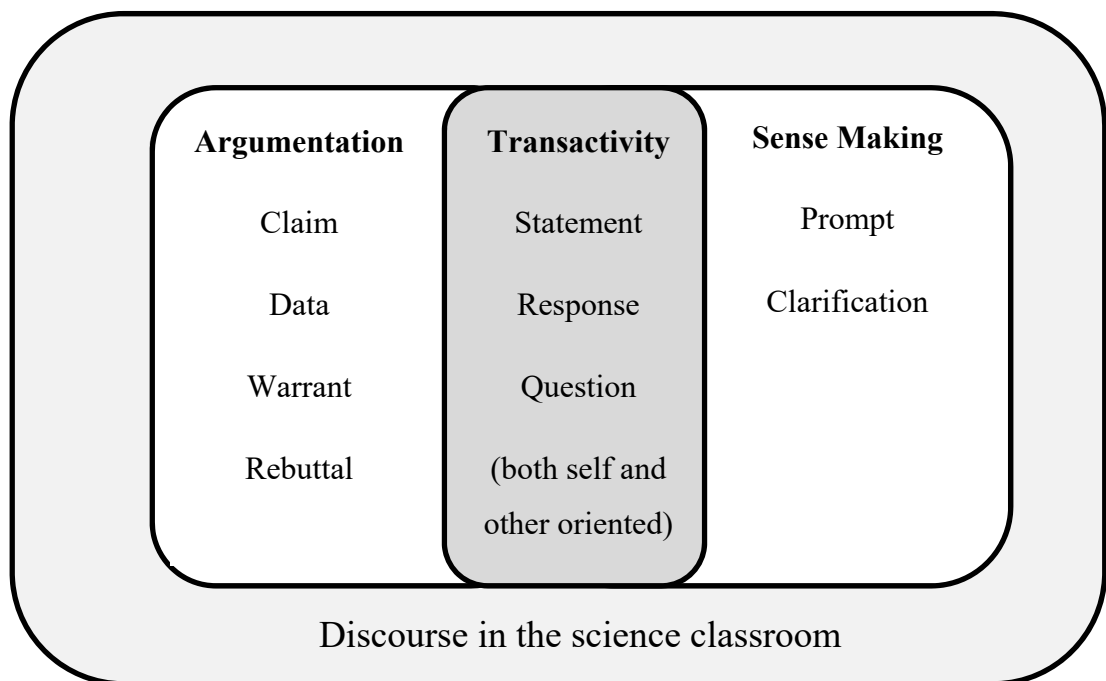 Argumentation
Claim
Data
Warrant
Rebuttal
Transactivity
Statement
Response
Question
(both self and
other oriented)
Sense Making
Prompt
Clarification
Discourse in the science classroom